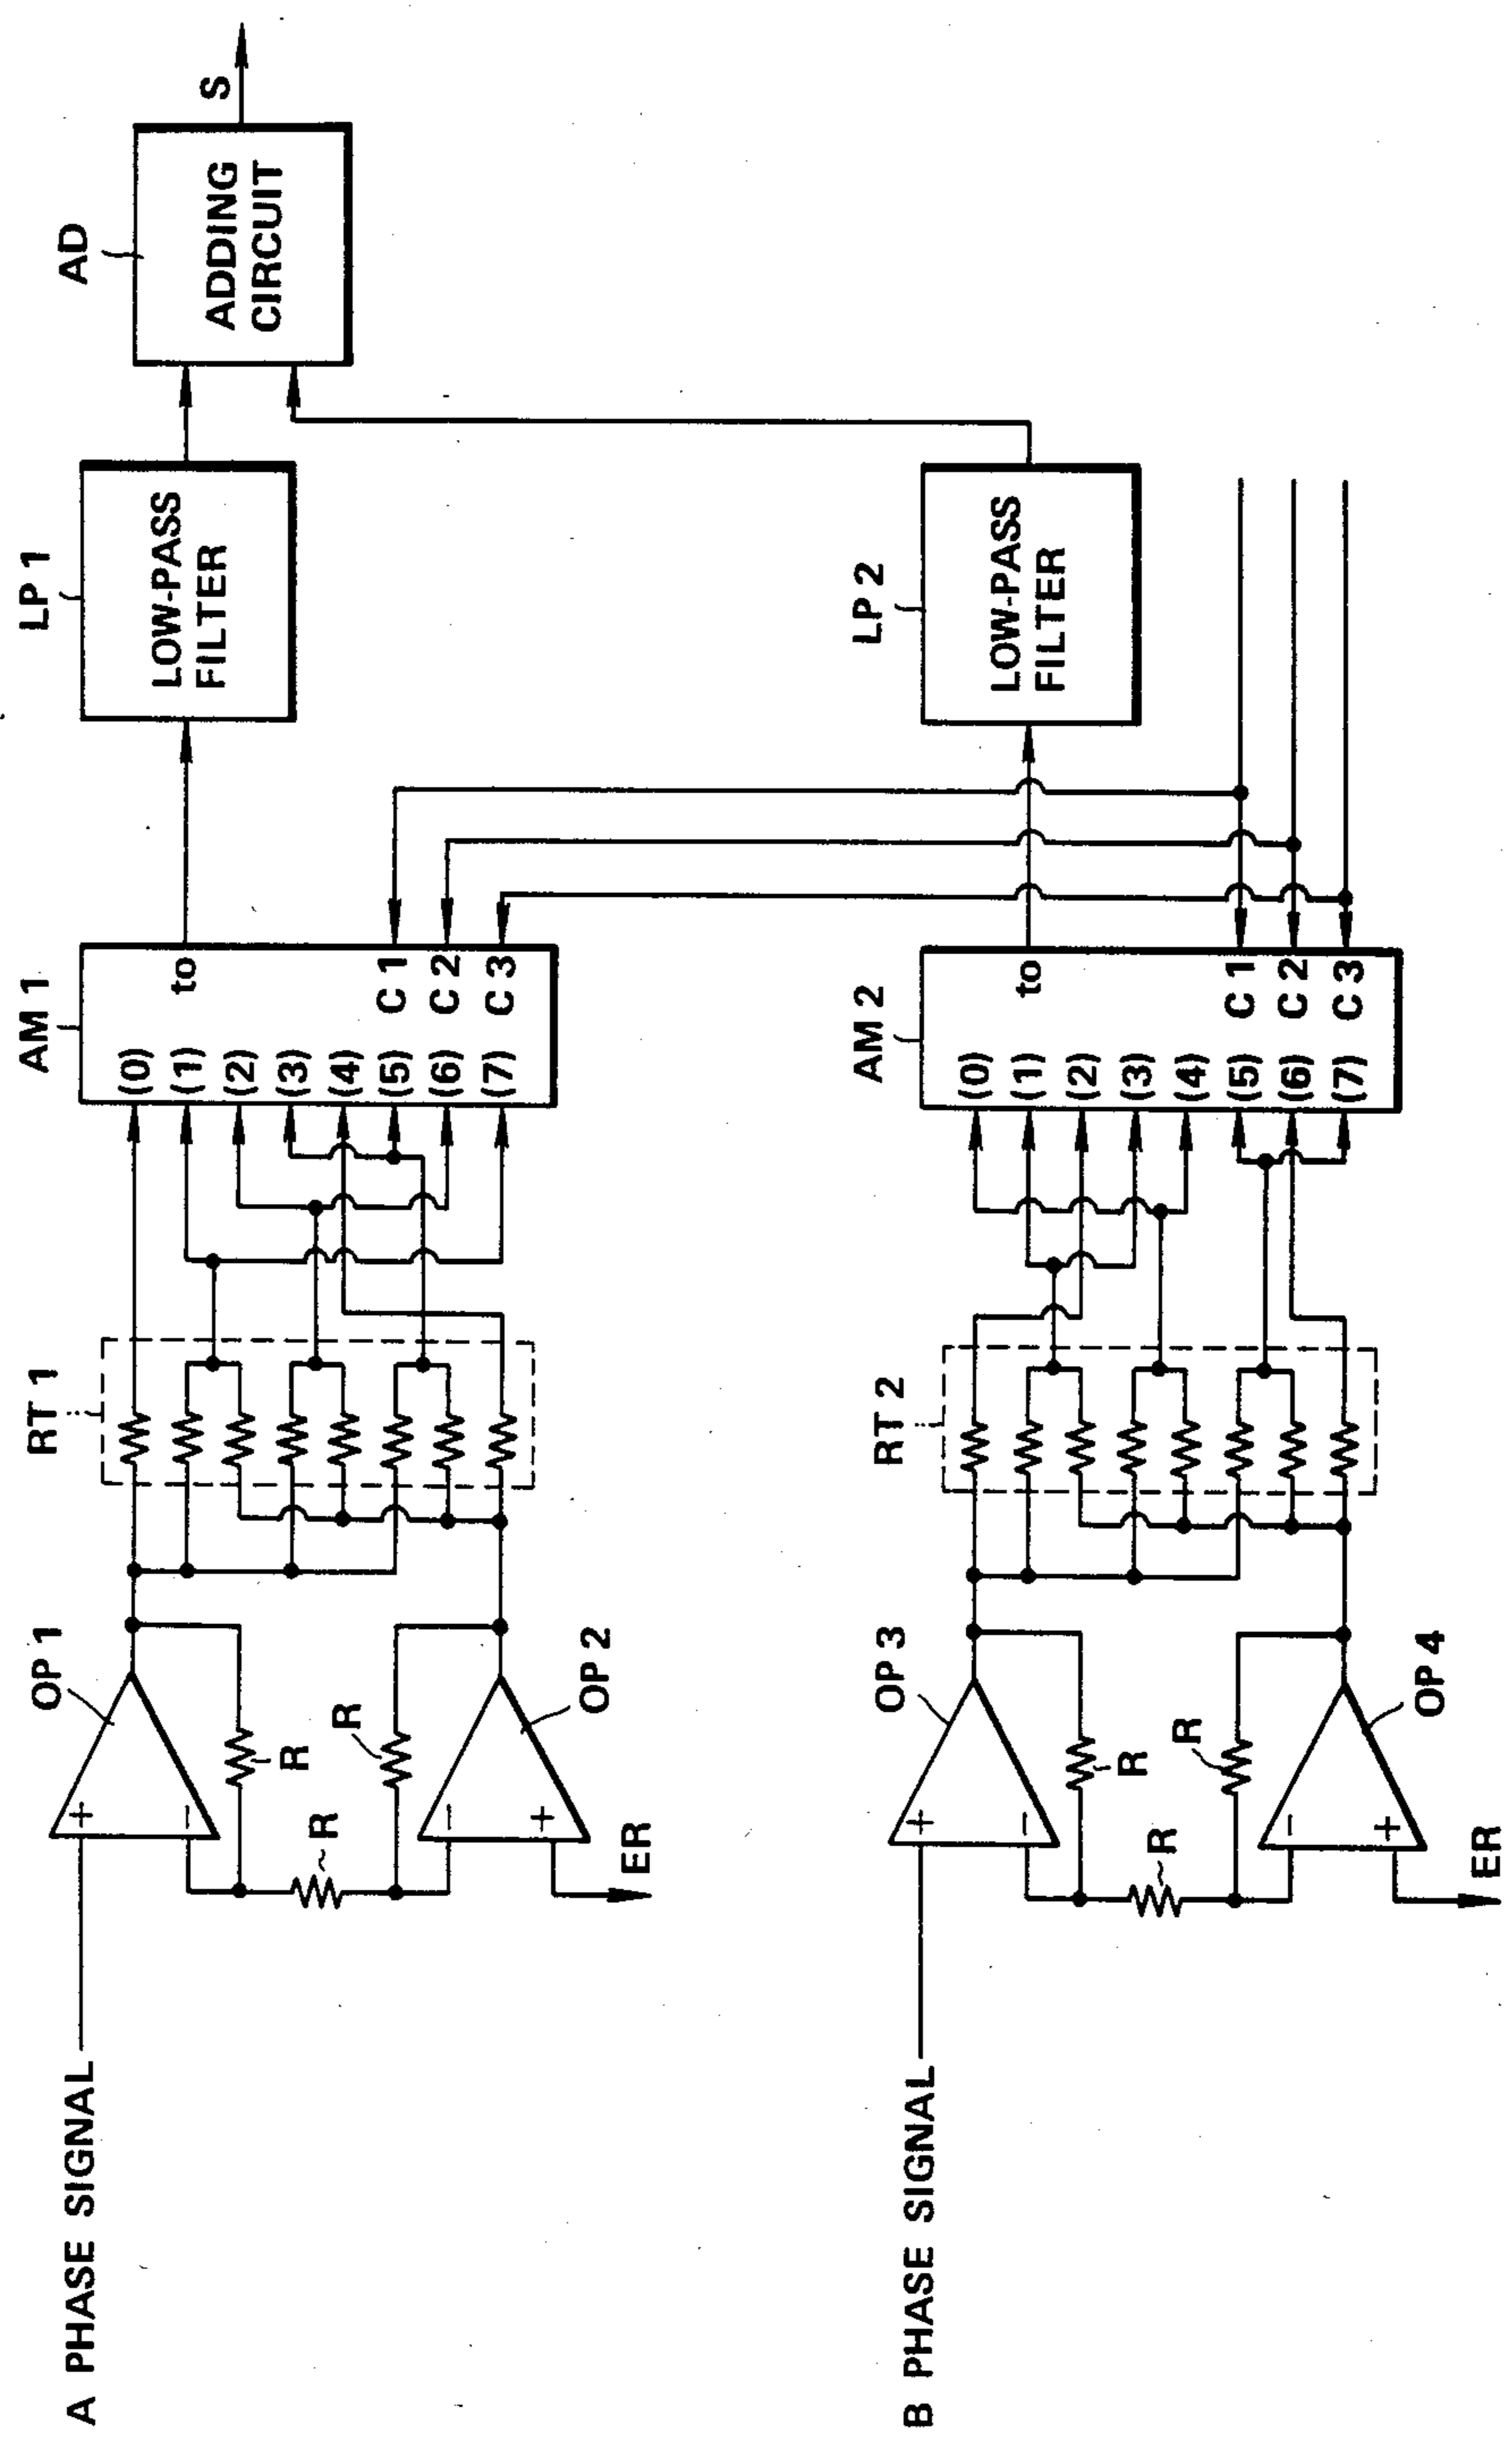 A PHASE SIGNAL
OP 1
R
R
R
OP 2
ER
RT 1
AM 1
(0)
(1)
(2)
(3)
(4)
(5)
(6)
(7)
to
C 1
C 2
C 3
LP 1
LOW-PASS
FILTER
AD
ADDING
CIRCUIT
S
B PHASE SIGNAL
OP 3
R
R
R
OP 4
ER
RT 2
AM 2
(0)
(1)
(2)
(3)
(4)
(5)
(6)
(7)
to
C 1
C 2
C 3
LP 2
LOW-PASS
FILTER